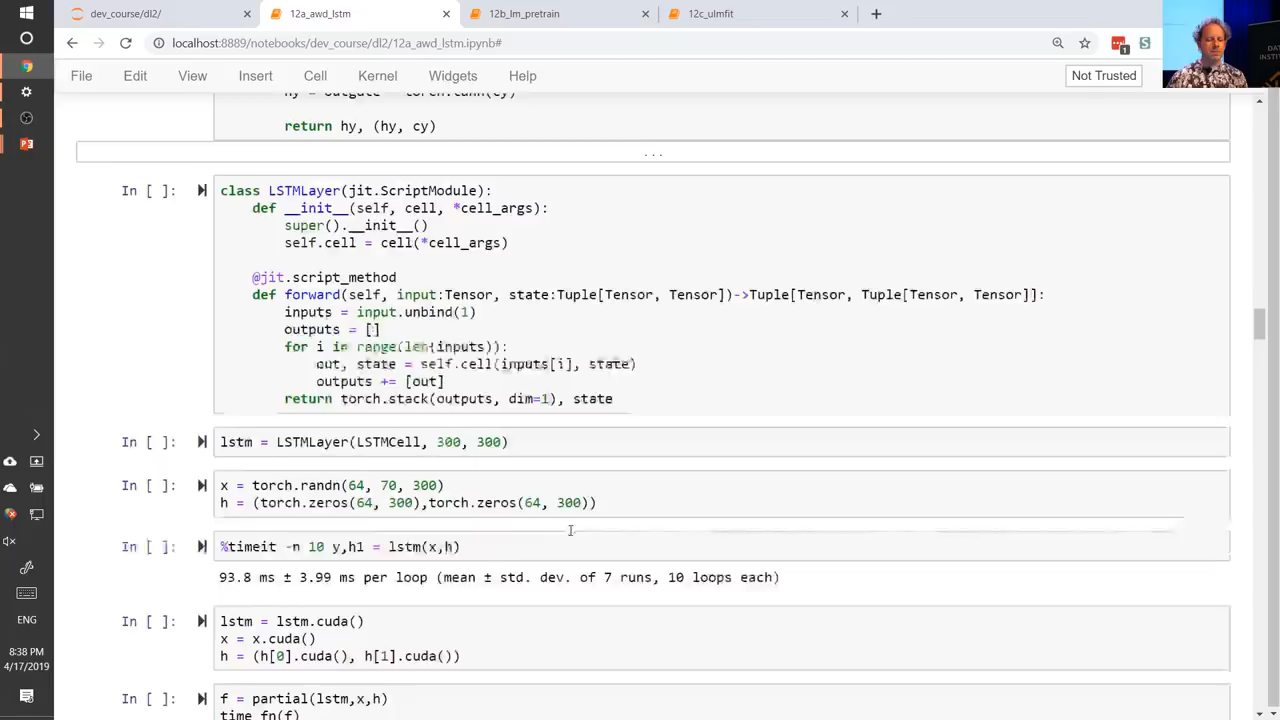 dev_course/dl2/
12a_awd_lstm
12b_lm_pretrain
12c_ulmfit
localhost:8889/notebooks/dev_course/dl2/12a_awd_lstm.ipynb#
1
File Edit View Insert Cell Kernel Widgets Help
Not Trusted
hy = outgate * torch.tanh(cy)
return hy, (hy, cy)
...
In [ ]:
class LSTMLayer(jit.ScriptModule):
def __init__(self, cell, *cell_args):
super().__init__()
self.cell = cell(*cell_args)
@jit.script_method
def forward(self, input:Tensor, state:Tuple[Tensor, Tensor])->Tuple[Tensor, Tuple[Tensor, Tensor]]:
inputs = input.unbind(1)
outputs = []
for i in range(len(inputs)):
out, state = self.cell(inputs[i], state)
outputs += [out]
return torch.stack(outputs, dim=1), state
In [ ]:
lstm = LSTMLayer(LSTMCell, 300, 300)
In [ ]:
x = torch.randn(64, 70, 300)
h = (torch.zeros(64, 300),torch.zeros(64, 300))
In [ ]:
%timeit -n 10 y,h1 = lstm(x,h)
93.8 ms ± 3.99 ms per loop (mean ± std. dev. of 7 runs, 10 loops each)
In [ ]:
lstm = lstm.cuda()
x = x.cuda()
h = (h[0].cuda(), h[1].cuda())
In [ ]:
f = partial(lstm,x,h)
time_fn(f)
ENG
8:38 PM
4/17/2019